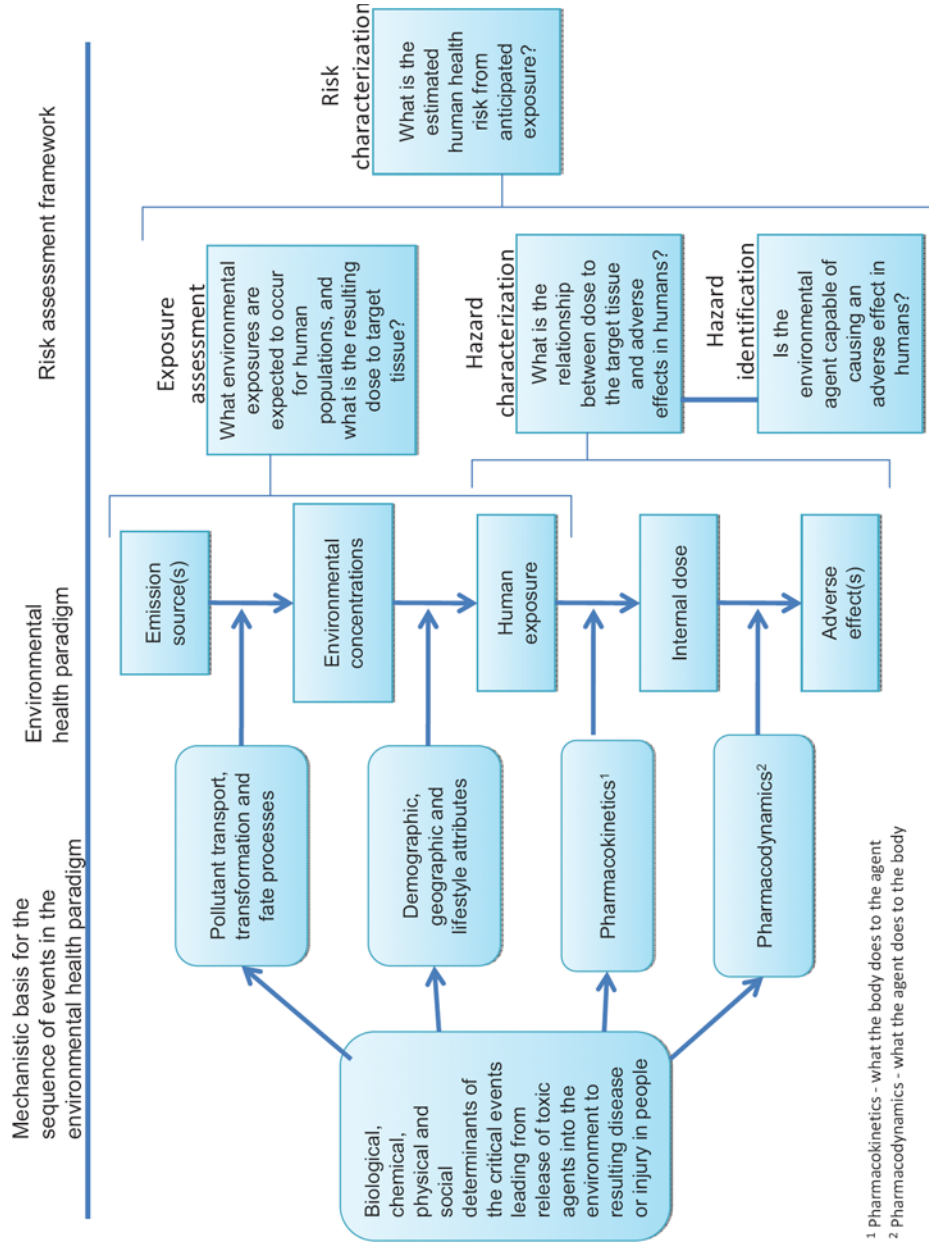 Mechanistic basis for the
sequence of events in the
environmental health paradigm
Environmental
health paradigm
Risk assessment framework
Biological,
chemical,
physical and
social
determinants of
the critical events
leading from
release of toxic
agents into the
environment to
resulting disease
or injury in people
Pollutant transport,
transformation and
fate processes
Demographic,
geographic and
lifestyle attributes
Pharmacokinetics¹
Pharmacodynamics²
Emission
source(s)
Environmental
concentrations
Human
exposure
Internal dose
Adverse
effect(s)
Exposure
assessment
What environmental
exposures are
expected to occur
for human
populations, and
what is the resulting
dose to target
tissue?
Hazard
characterization
What is the
relationship
between dose to
the target tissue
and adverse
effects in humans?
Hazard
identification
Is the
environmental
agent capable of
causing an
adverse effect in
humans?
Risk
characterization
What is the
estimated
human health
risk from
anticipated
exposure?
¹ Pharmacokinetics - what the body does to the agent
² Pharmacodynamics - what the agent does to the body